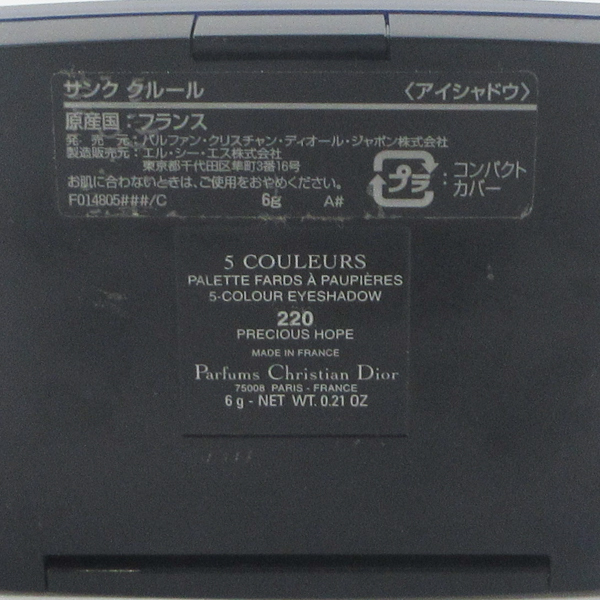 サンク クルール 〈アイシャドウ〉
原産国：フランス
発 売 元：パルファン・クリスチャン・ディオール・ジャポン株式会社
製造販売元：エル・シー・エス株式会社
東京都千代田区隼町3番16号
お肌に合わないときは、ご使用をおやめください。
F014805###/C 6g A#
プラ
：コンパクト
カバー
5 COULEURS
PALETTE FARDS À PAUPIÈRES
5-COLOUR EYESHADOW
220
PRECIOUS HOPE
MADE IN FRANCE
Parfums Christian Dior
75008 PARIS - FRANCE
6 g - NET WT. 0.21 OZ